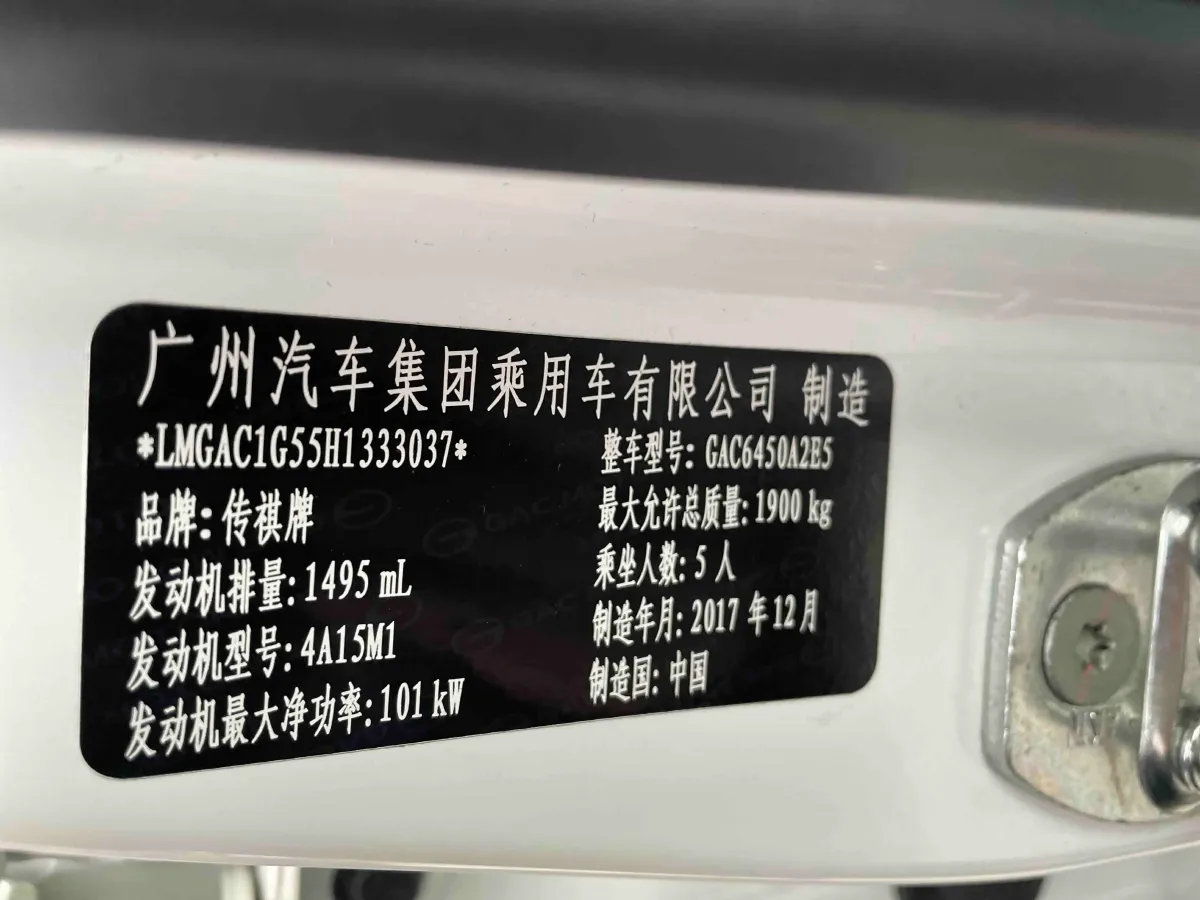 广州汽车集团乘用车有限公司 制造
*LMGAC1G55H1333037*
整车型号: GAC6450A2E5
品牌: 传祺牌
最大允许总质量: 1900 kg
发动机排量: 1495 mL
乘坐人数: 5 人
发动机型号: 4A15M1
制造年月: 2017 年 12 月
发动机最大净功率: 101 kW
制造国: 中国